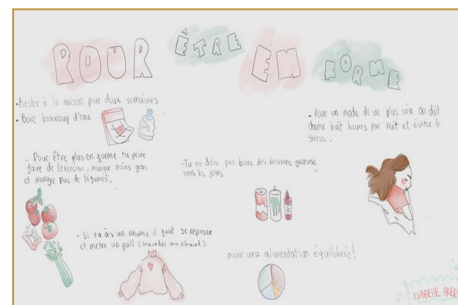 POUR ÊTRE EN FORME
-Rester à la maison pour deux semaines
- Boire beaucoup d'eau
- Pour un mode de vie plus sain on doit
dormir huit heures par nuit et éviter le
stress.
- Pour être plus en forme tu peux
faire de l'exercice, manger moins gras
et manger plus de légumes.
-Tu ne dois pas boire des boissons gazeuse
tous les jours
- Si tu as un rhume il faut se reposer
et metre un pull (
au chaud)
avoir une alimentation équilibrée!
ISABELLE